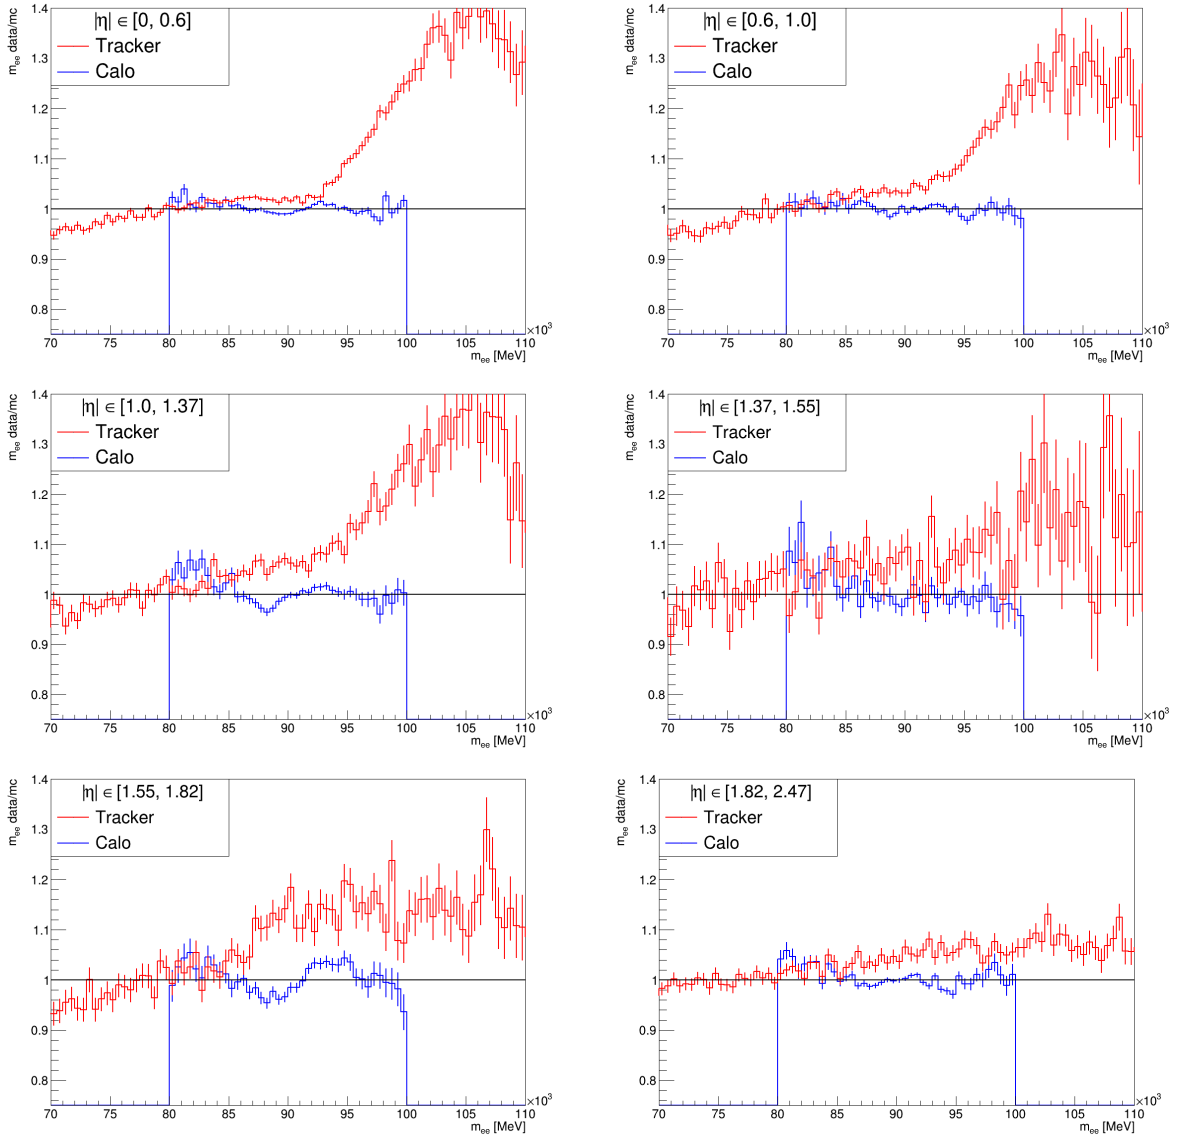 |η| ∈ [0, 0.6]
Tracker
Calo
m_ee data/mc
1.4
1.3
1.2
1.1
1
0.9
0.8
70 75 80 85 90 95 100 105 110
×10³
m_ee [MeV]
|η| ∈ [0.6, 1.0]
Tracker
Calo
m_ee data/mc
1.4
1.3
1.2
1.1
1
0.9
0.8
70 75 80 85 90 95 100 105 110
×10³
m_ee [MeV]
|η| ∈ [1.0, 1.37]
Tracker
Calo
m_ee data/mc
1.4
1.3
1.2
1.1
1
0.9
0.8
70 75 80 85 90 95 100 105 110
×10³
m_ee [MeV]
|η| ∈ [1.37, 1.55]
Tracker
Calo
m_ee data/mc
1.4
1.3
1.2
1.1
1
0.9
0.8
70 75 80 85 90 95 100 105 110
×10³
m_ee [MeV]
|η| ∈ [1.55, 1.82]
Tracker
Calo
m_ee data/mc
1.4
1.3
1.2
1.1
1
0.9
0.8
70 75 80 85 90 95 100 105 110
×10³
m_ee [MeV]
|η| ∈ [1.82, 2.47]
Tracker
Calo
m_ee data/mc
1.4
1.3
1.2
1.1
1
0.9
0.8
70 75 80 85 90 95 100 105 110
×10³
m_ee [MeV]